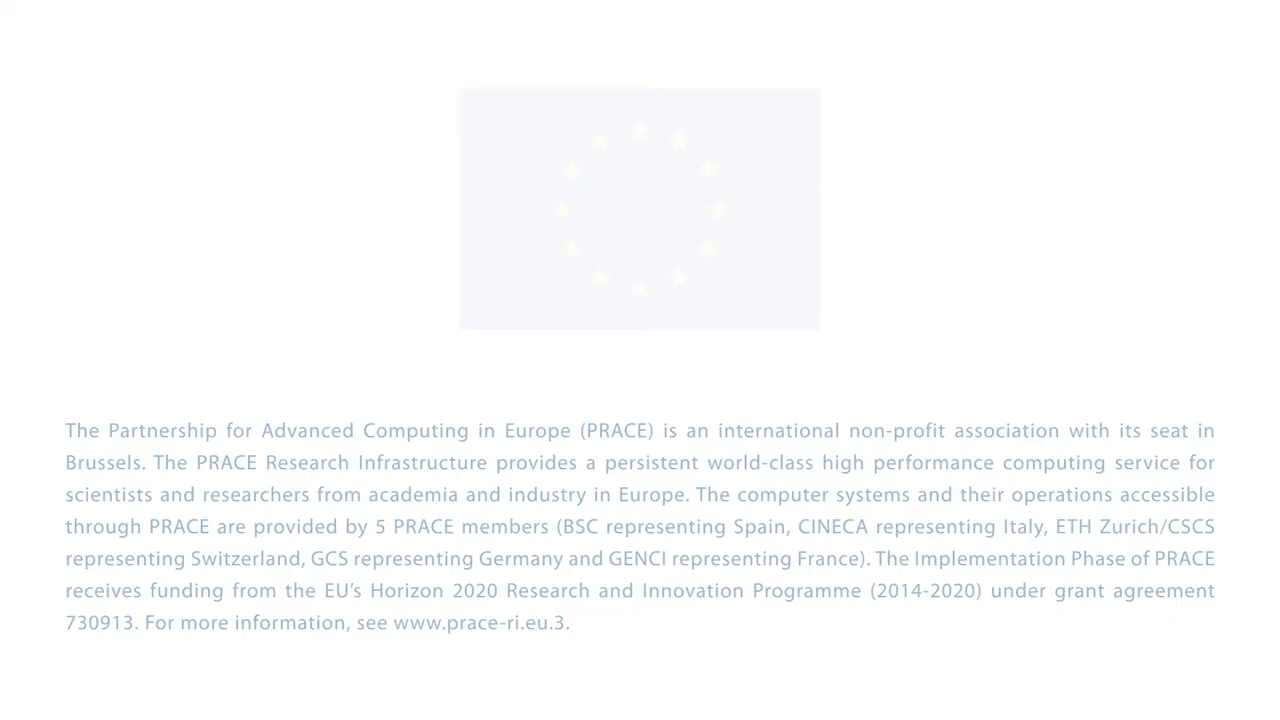 The Partnership for Advanced Computing in Europe (PRACE) is an international non-profit association with its seat in
Brussels. The PRACE Research Infrastructure provides a persistent world-class high performance computing service for
scientists and researchers from academia and industry in Europe. The computer systems and their operations accessible
through PRACE are provided by 5 PRACE members (BSC representing Spain, CINECA representing Italy, ETH Zurich/CSCS
representing Switzerland, GCS representing Germany and GENCI representing France). The Implementation Phase of PRACE
receives funding from the EU’s Horizon 2020 Research and Innovation Programme (2014-2020) under grant agreement
730913. For more information, see www.prace-ri.eu.3.